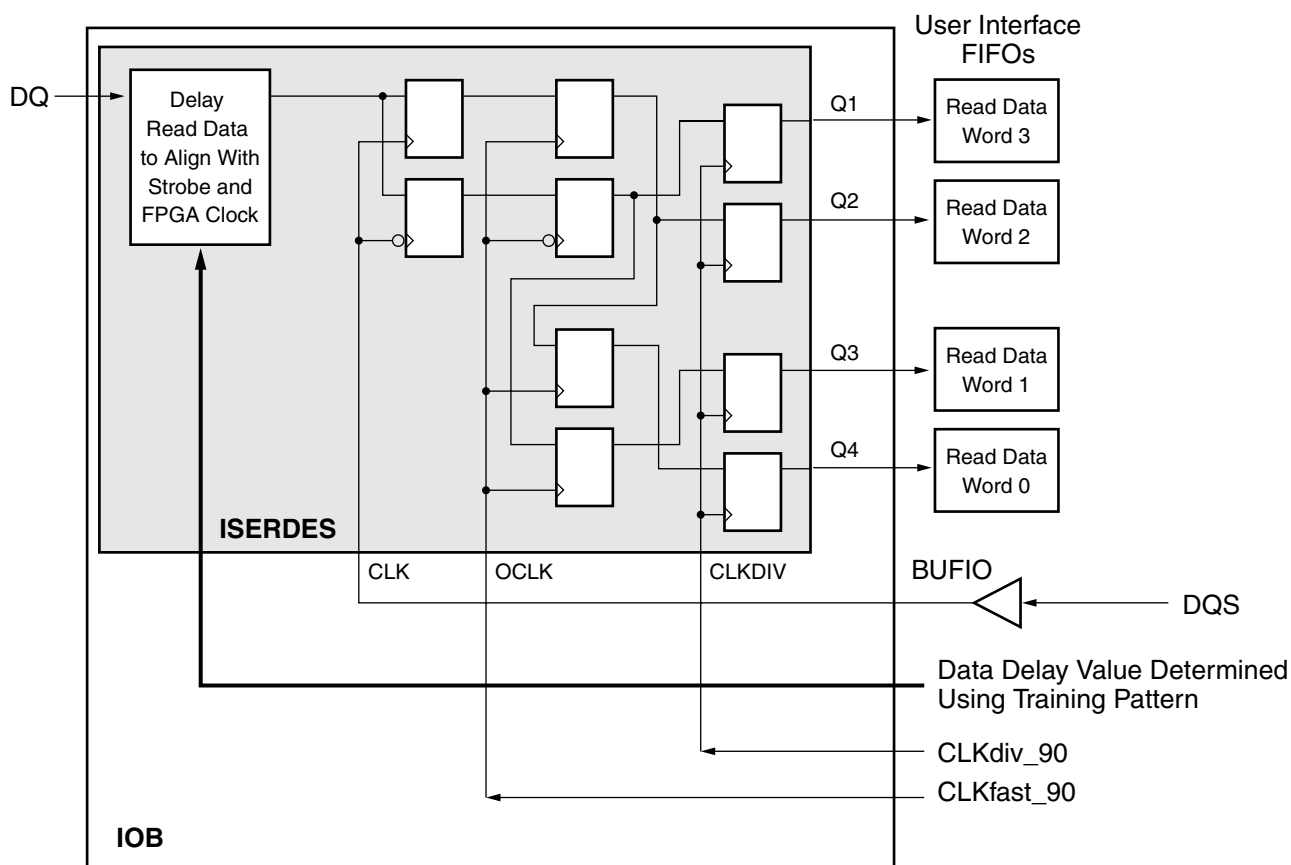 User Interface
FIFOs
DQ
Delay
Read Data
to Align With
Strobe and
FPGA Clock
Q1
Read Data
Word 3
Q2
Read Data
Word 2
Q3
Read Data
Word 1
Q4
Read Data
Word 0
ISERDES
CLK
OCLK
CLKDIV
BUFIO
DQS
Data Delay Value Determined
Using Training Pattern
CLKdiv_90
CLKfast_90
IOB